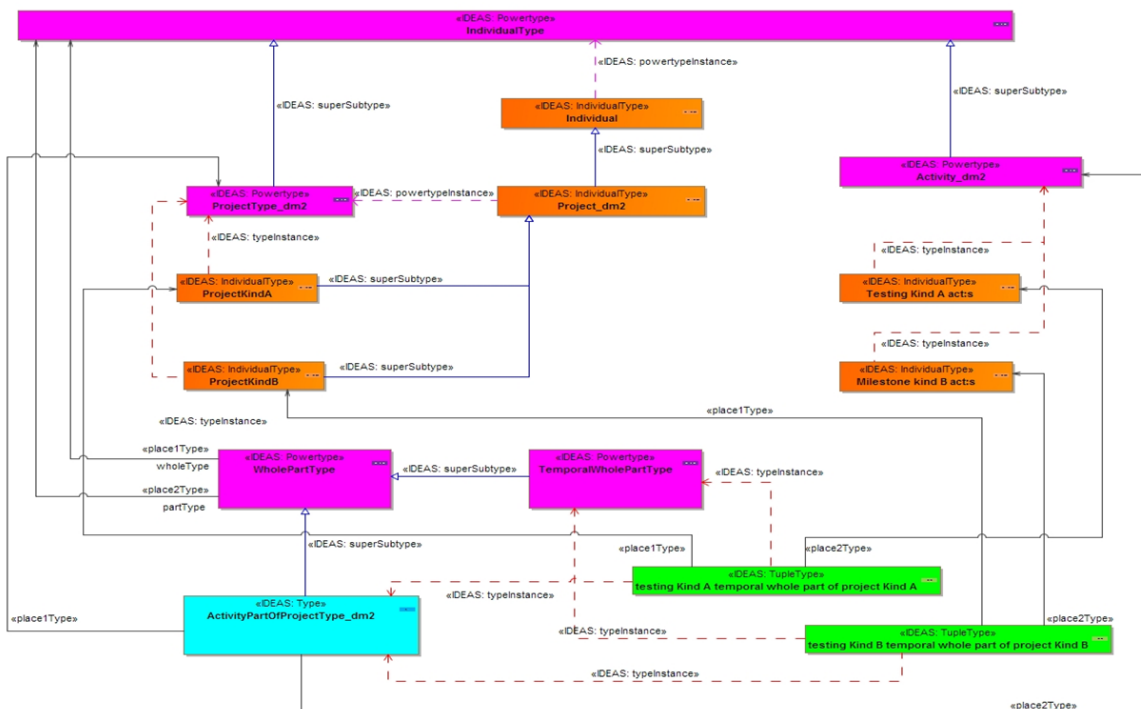 «IDEAS: Powertype»
IndividualType
«IDEAS: powertypeInstance»
«IDEAS: superSubtype»
«IDEAS: superSubtype»
«IDEAS: IndividualType»
Individual
«IDEAS: superSubtype»
«IDEAS: Powertype»
Activity_dm2
«IDEAS: Powertype»
ProjectType_dm2
«IDEAS: powertypeInstance»
«IDEAS: IndividualType»
Project_dm2
«IDEAS: typeInstance»
«IDEAS: typeInstance»
«IDEAS: IndividualType»
ProjectKindA
«IDEAS: superSubtype»
«IDEAS: IndividualType»
Testing Kind A act:s
«IDEAS: typeInstance»
«IDEAS: IndividualType»
ProjectKindB
«IDEAS: superSubtype»
«IDEAS: IndividualType»
Milestone kind B act:s
«IDEAS: typeInstance»
«place1Type»
«place1Type»
wholeType
«place2Type»
partType
«IDEAS: Powertype»
WholePartType
«IDEAS: superSubtype»
«IDEAS: Powertype»
TemporalWholePartType
«IDEAS: typeInstance»
«IDEAS: superSubtype»
«place1Type»
«place2Type»
«IDEAS: TupleType»
testing Kind A temporal whole part of project Kind A
«IDEAS: typeInstance»
«IDEAS: Type»
ActivityPartOfProjectType_dm2
«place1Type»
«place2Type»
«IDEAS: typeInstance»
«IDEAS: TupleType»
testing Kind B temporal whole part of project Kind B
«IDEAS: typeInstance»
«place2Type»